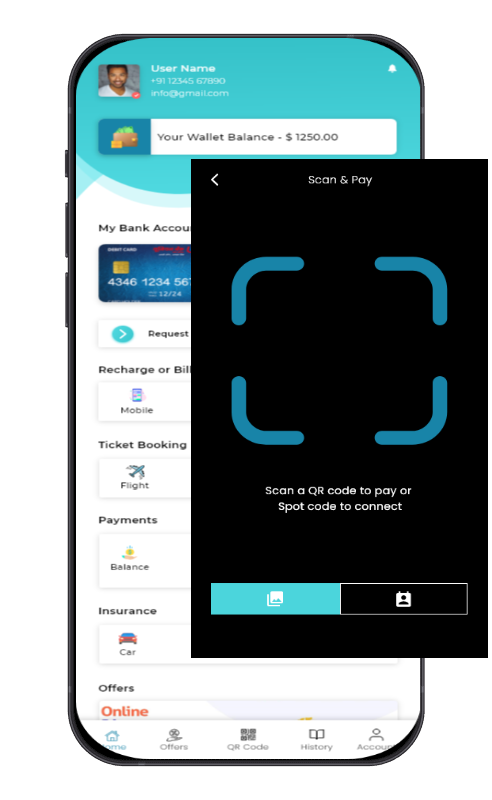 User Name
+91 12345 67890
info@gmail.com
Your Wallet Balance - $ 1250.00
Scan & Pay
My Bank Accou
DEBIT CARD
4346 1234 567
12/24
Request
Recharge or Bil
Mobile
Ticket Booking
Flight
Scan a QR code to pay or
Spot code to connect
Payments
Balance
Insurance
Car
Offers
Online
ome
Offers
QR Code
History
Accoun